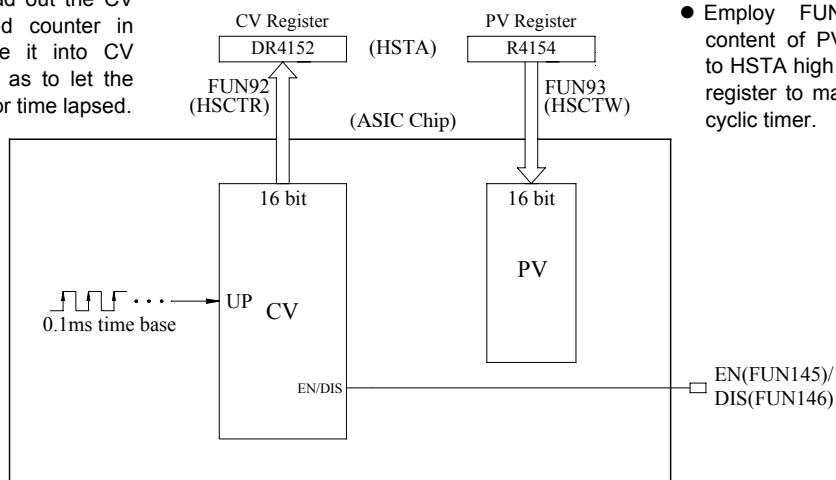 ad out the CV
ed counter in
e it into CV
as to let the
or time lapsed.
CV Register
DR4152
(HSTA)
PV Register
R4154
FUN92
(HSCTR)
FUN93
(HSCTW)
(ASIC Chip)
● Employ FUN
content of PV
to HSTA high
register to ma
cyclic timer.
16 bit
16 bit
PV
UP
CV
0.1ms time base
EN/DIS
EN(FUN145)/
DIS(FUN146)